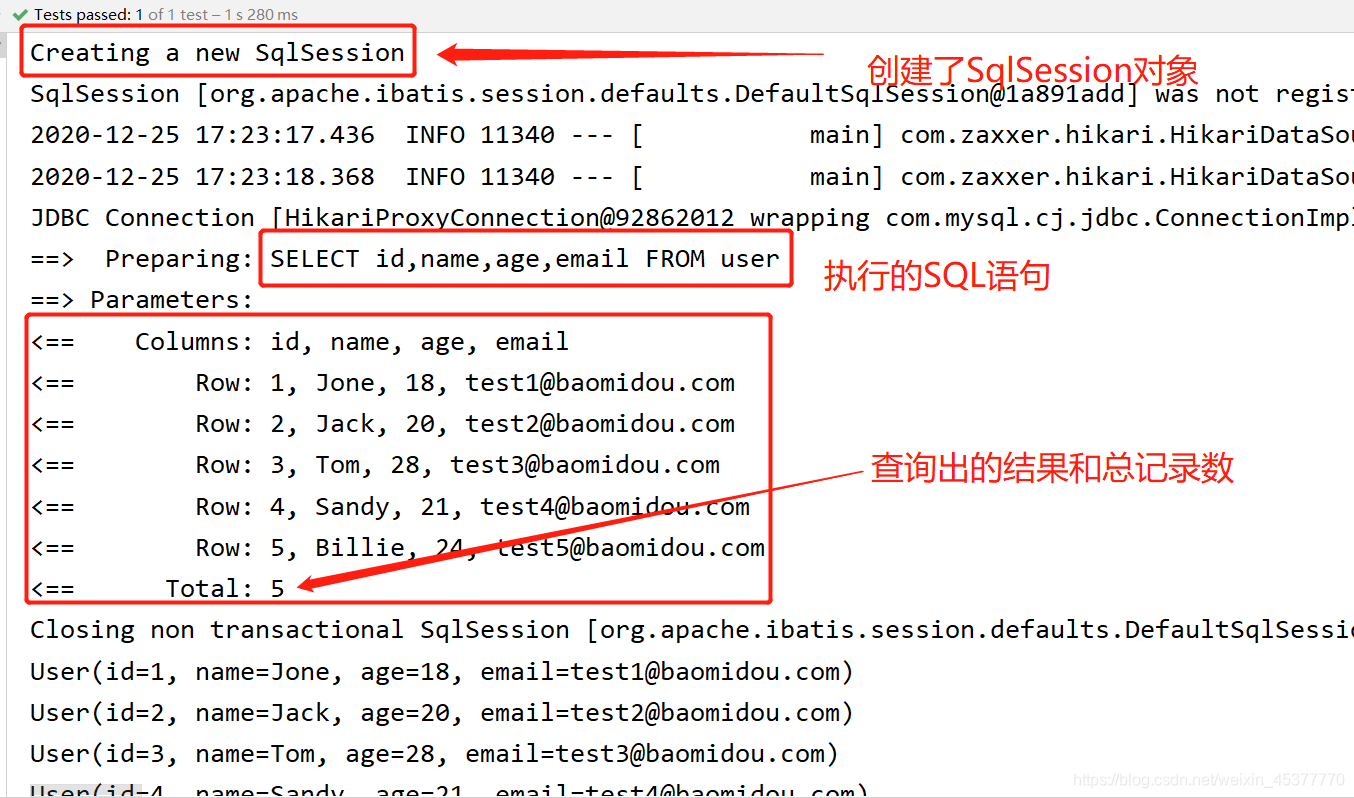 Tests passed: 1 of 1 test – 1 s 280 ms
Creating a new SqlSession
创建了SqlSession对象
SqlSession [org.apache.ibatis.session.defaults.DefaultSqlSession@1a891add] was not regist
2020-12-25 17:23:17.436  INFO 11340 --- [           main] com.zaxxer.hikari.HikariDataSou
2020-12-25 17:23:18.368  INFO 11340 --- [           main] com.zaxxer.hikari.HikariDataSou
JDBC Connection [HikariProxyConnection@92862012 wrapping com.mysql.cj.jdbc.ConnectionImpl
==>  Preparing: SELECT id,name,age,email FROM user
执行的SQL语句
==> Parameters:
<==    Columns: id, name, age, email
<==        Row: 1, Jone, 18, test1@baomidou.com
<==        Row: 2, Jack, 20, test2@baomidou.com
<==        Row: 3, Tom, 28, test3@baomidou.com
查询出的结果和总记录数
<==        Row: 4, Sandy, 21, test4@baomidou.com
<==        Row: 5, Billie, 24, test5@baomidou.com
<==      Total: 5
Closing non transactional SqlSession [org.apache.ibatis.session.defaults.DefaultSqlSessio
User(id=1, name=Jone, age=18, email=test1@baomidou.com)
User(id=2, name=Jack, age=20, email=test2@baomidou.com)
User(id=3, name=Tom, age=28, email=test3@baomidou.com)
User(id=4, name=Sandy, age=21, email=test4@baomidou.com)
https://blog.csdn.net/weixin_45377770